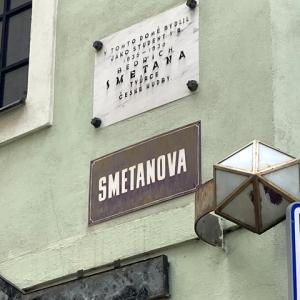 V TOMTO DOMĚ BYDLIL
JAKO STUDENT V R.
BEDŘICH
SMETANA
TVŮRCE
ČESKÉ HUDBY.
SMETANOVA